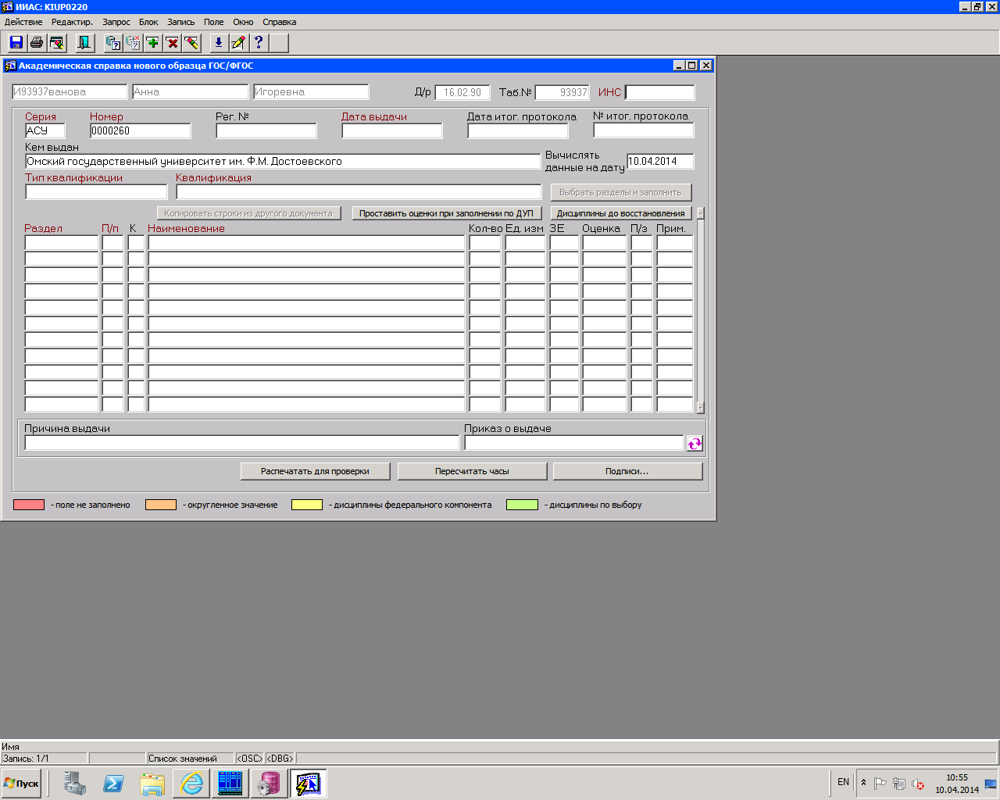 ИИАС: KIUP0220
Действие Редактир. Запрос Блок Запись Поле Окно Справка
Академическая справка нового образца ГОС/ФГОС
И93937ванова Анна Игоревна Д/р 16.02.90 Таб.№ 93937 ИНС
Серия Номер Рег. № Дата выдачи Дата итог. протокола № итог. протокола
АСУ 0000260
Кем выдан
Омский государственный университет им. Ф.М. Достоевского
Вычислять данные на дату 10.04.2014
Тип квалификации Квалификация
Выбрать разделы и заполнить
Копировать строки из другого документа Проставить оценки при заполнении по ДУП Дисциплины до восстановления
Раздел П/п К Наименование Кол-во Ед. изм ЗЕ Оценка П/з Прим.
Причина выдачи Приказ о выдаче
Распечатать для проверки Пересчитать часы Подписи...
- поле не заполнено - округленное значение - дисциплины федерального компонента - дисциплины по выбору
Имя
Запись: 1/1 Список значений <OSC> <DBG>
Пуск EN 10:55
10.04.2014